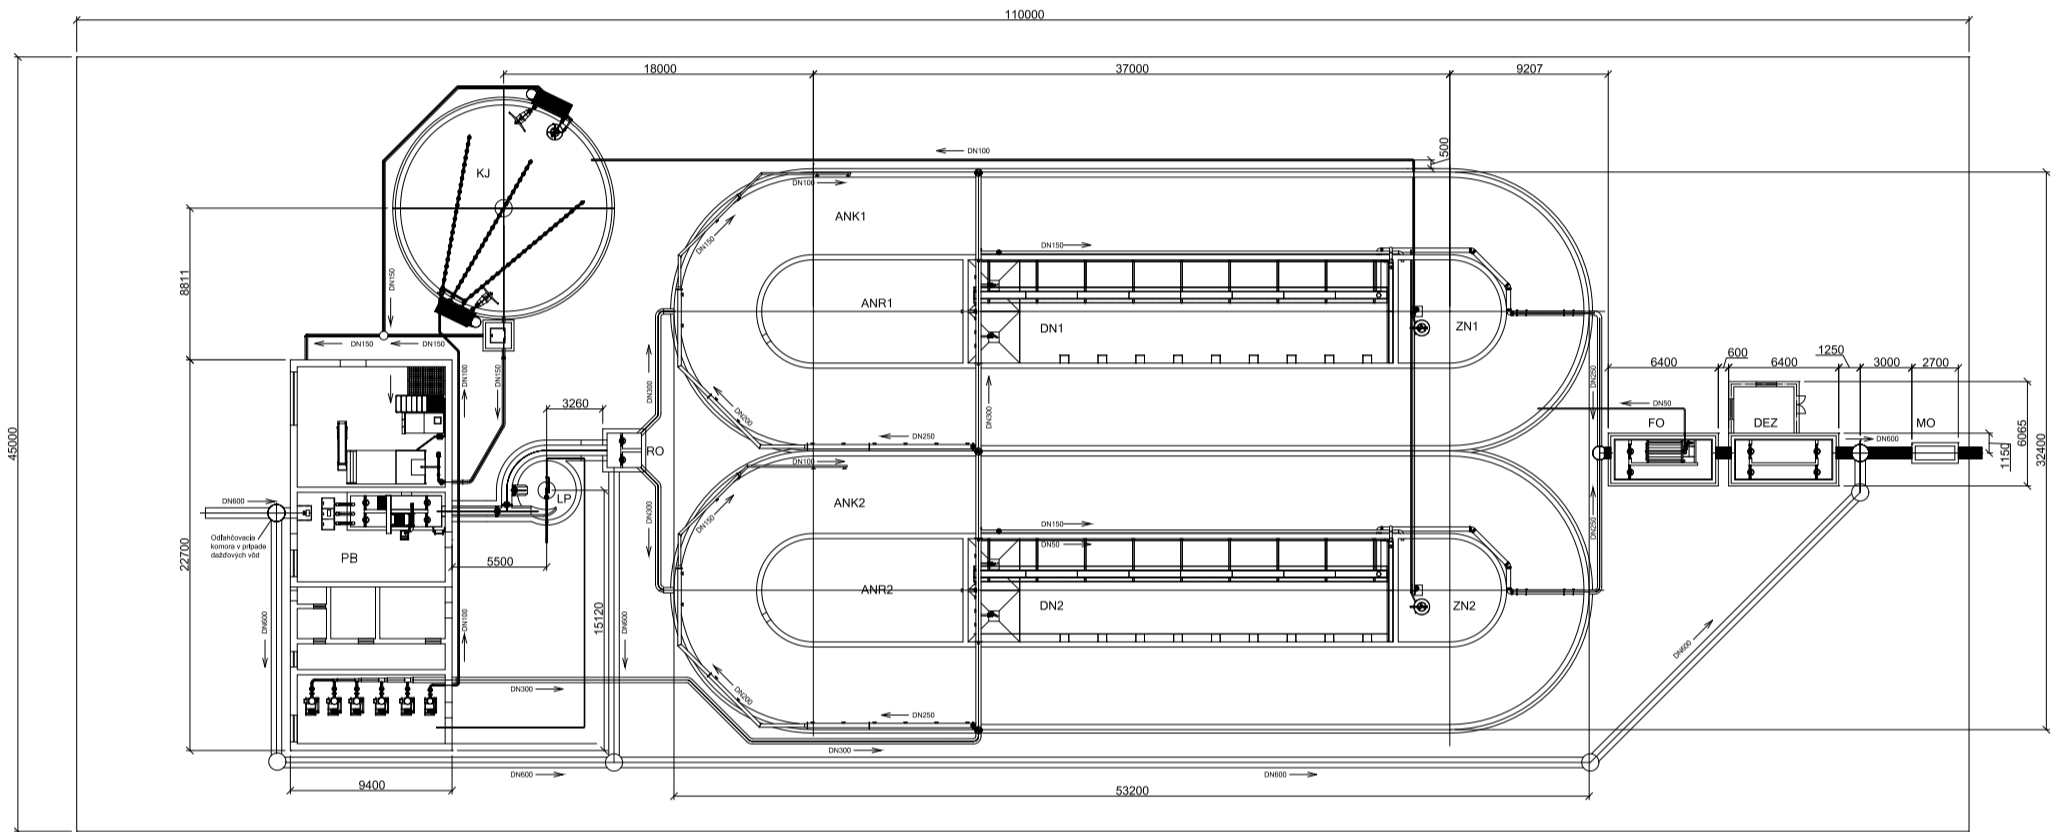 110000
18000
37000
9207
500
DN100
KJ
DN100
ANK1
DN150
DN150
DN150
8811
ANR1
DN1
ZN1
DN150
DN150
DN100
DN150
DN300
DN300
DN250
1250
6400
600
6400
3000
2700
3260
DN200
DN50
FO
DEZ
MO
DN600
1150
6065
32400
45000
RO
DN250
DN100
LP
DN600
Odľahčovacia
komora v prípade
dažďových vôd
PB
5500
22700
DN300
DN150
ANK2
DN150
DN50
DN250
ANR2
DN2
ZN2
15120
DN600
DN600
DN100
DN600
DN300
DN200
DN250
DN300
DN600
DN600
9400
53200